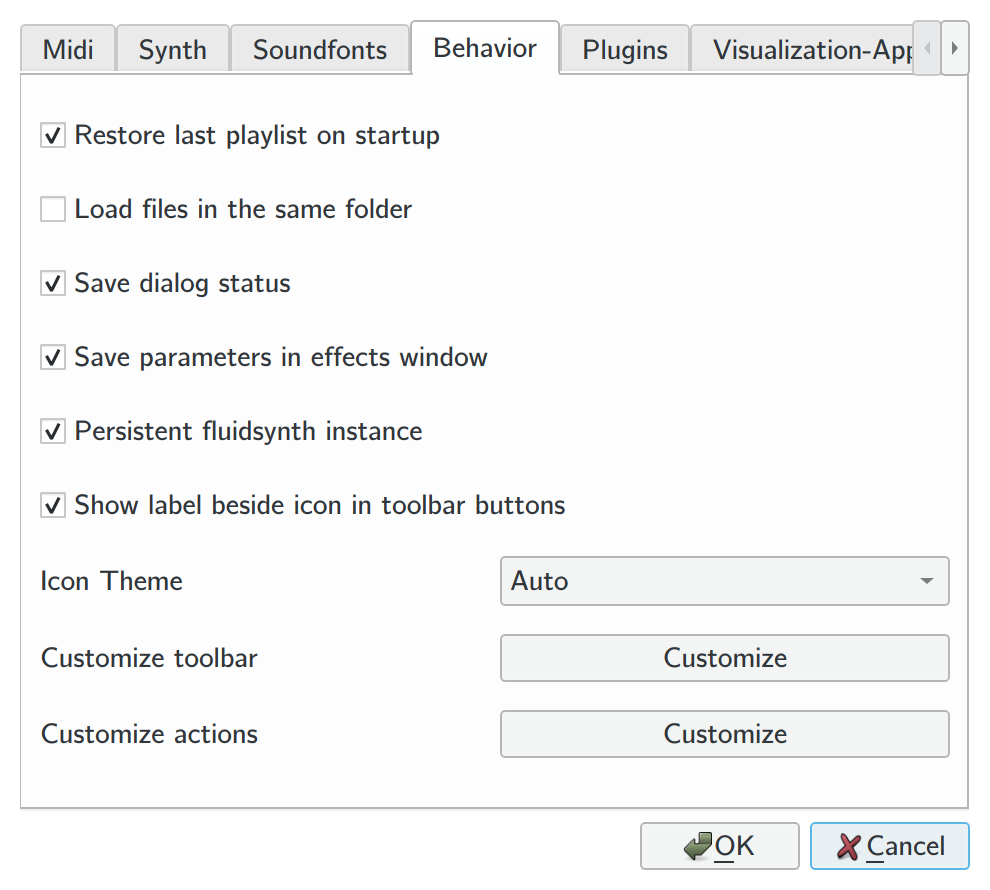 Midi Synth Soundfonts Behavior Plugins Visualization-App
Restore last playlist on startup
Load files in the same folder
Save dialog status
Save parameters in effects window
Persistent fluidsynth instance
Show label beside icon in toolbar buttons
Icon Theme Auto
Customize toolbar Customize
Customize actions Customize
OK Cancel